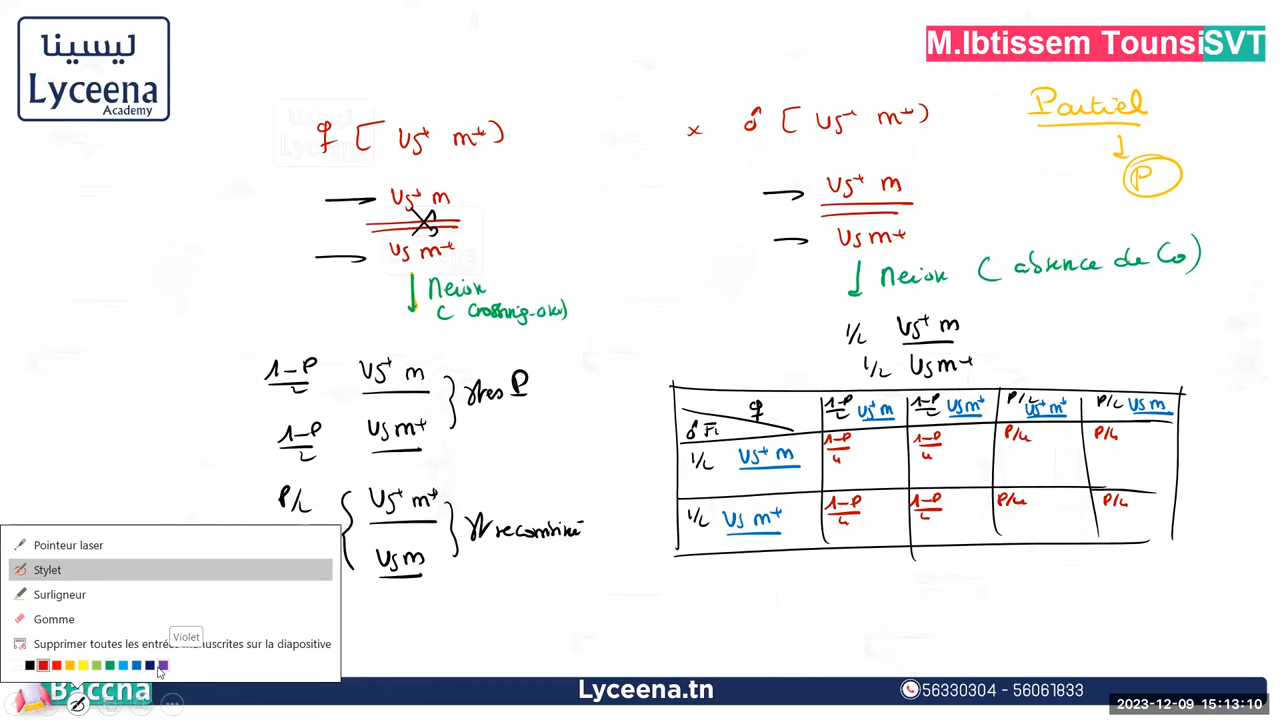 ليسينا
Lyceena
Academy
M.Ibtissem TounsiSVT
Partiel
P
♀ [ Vg+ m+ ]
x ♂ [ Vg+ m+ ]
Vg+ m
Vg m+
Vg+ m
Vg m+
Meiose
( crossing-over)
Meiose ( absence de Co )
1/2 Vg+ m
1/2 Vg m+
1-P/2 Vg+ m
1-P/2 Vg m+
γtes P
P/2 Vg+ m+
Vg m
γ recombiné
♀
♂ F1
1-P/2 Vg+ m
1-P/2 Vg m+
P/2 Vg+ m+
P/2 Vg m
1/2 Vg+ m
1-P/4
1-P/4
P/4
P/4
1/2 Vg m+
1-P/4
1-P/4
P/4
P/4
Pointeur laser
Stylet
Surligneur
Gomme
Violet
Supprimer toutes les entrées manuscrites sur la diapositive
Lyceena.tn
56330304 - 56061833
2023-12-09 15:13:10